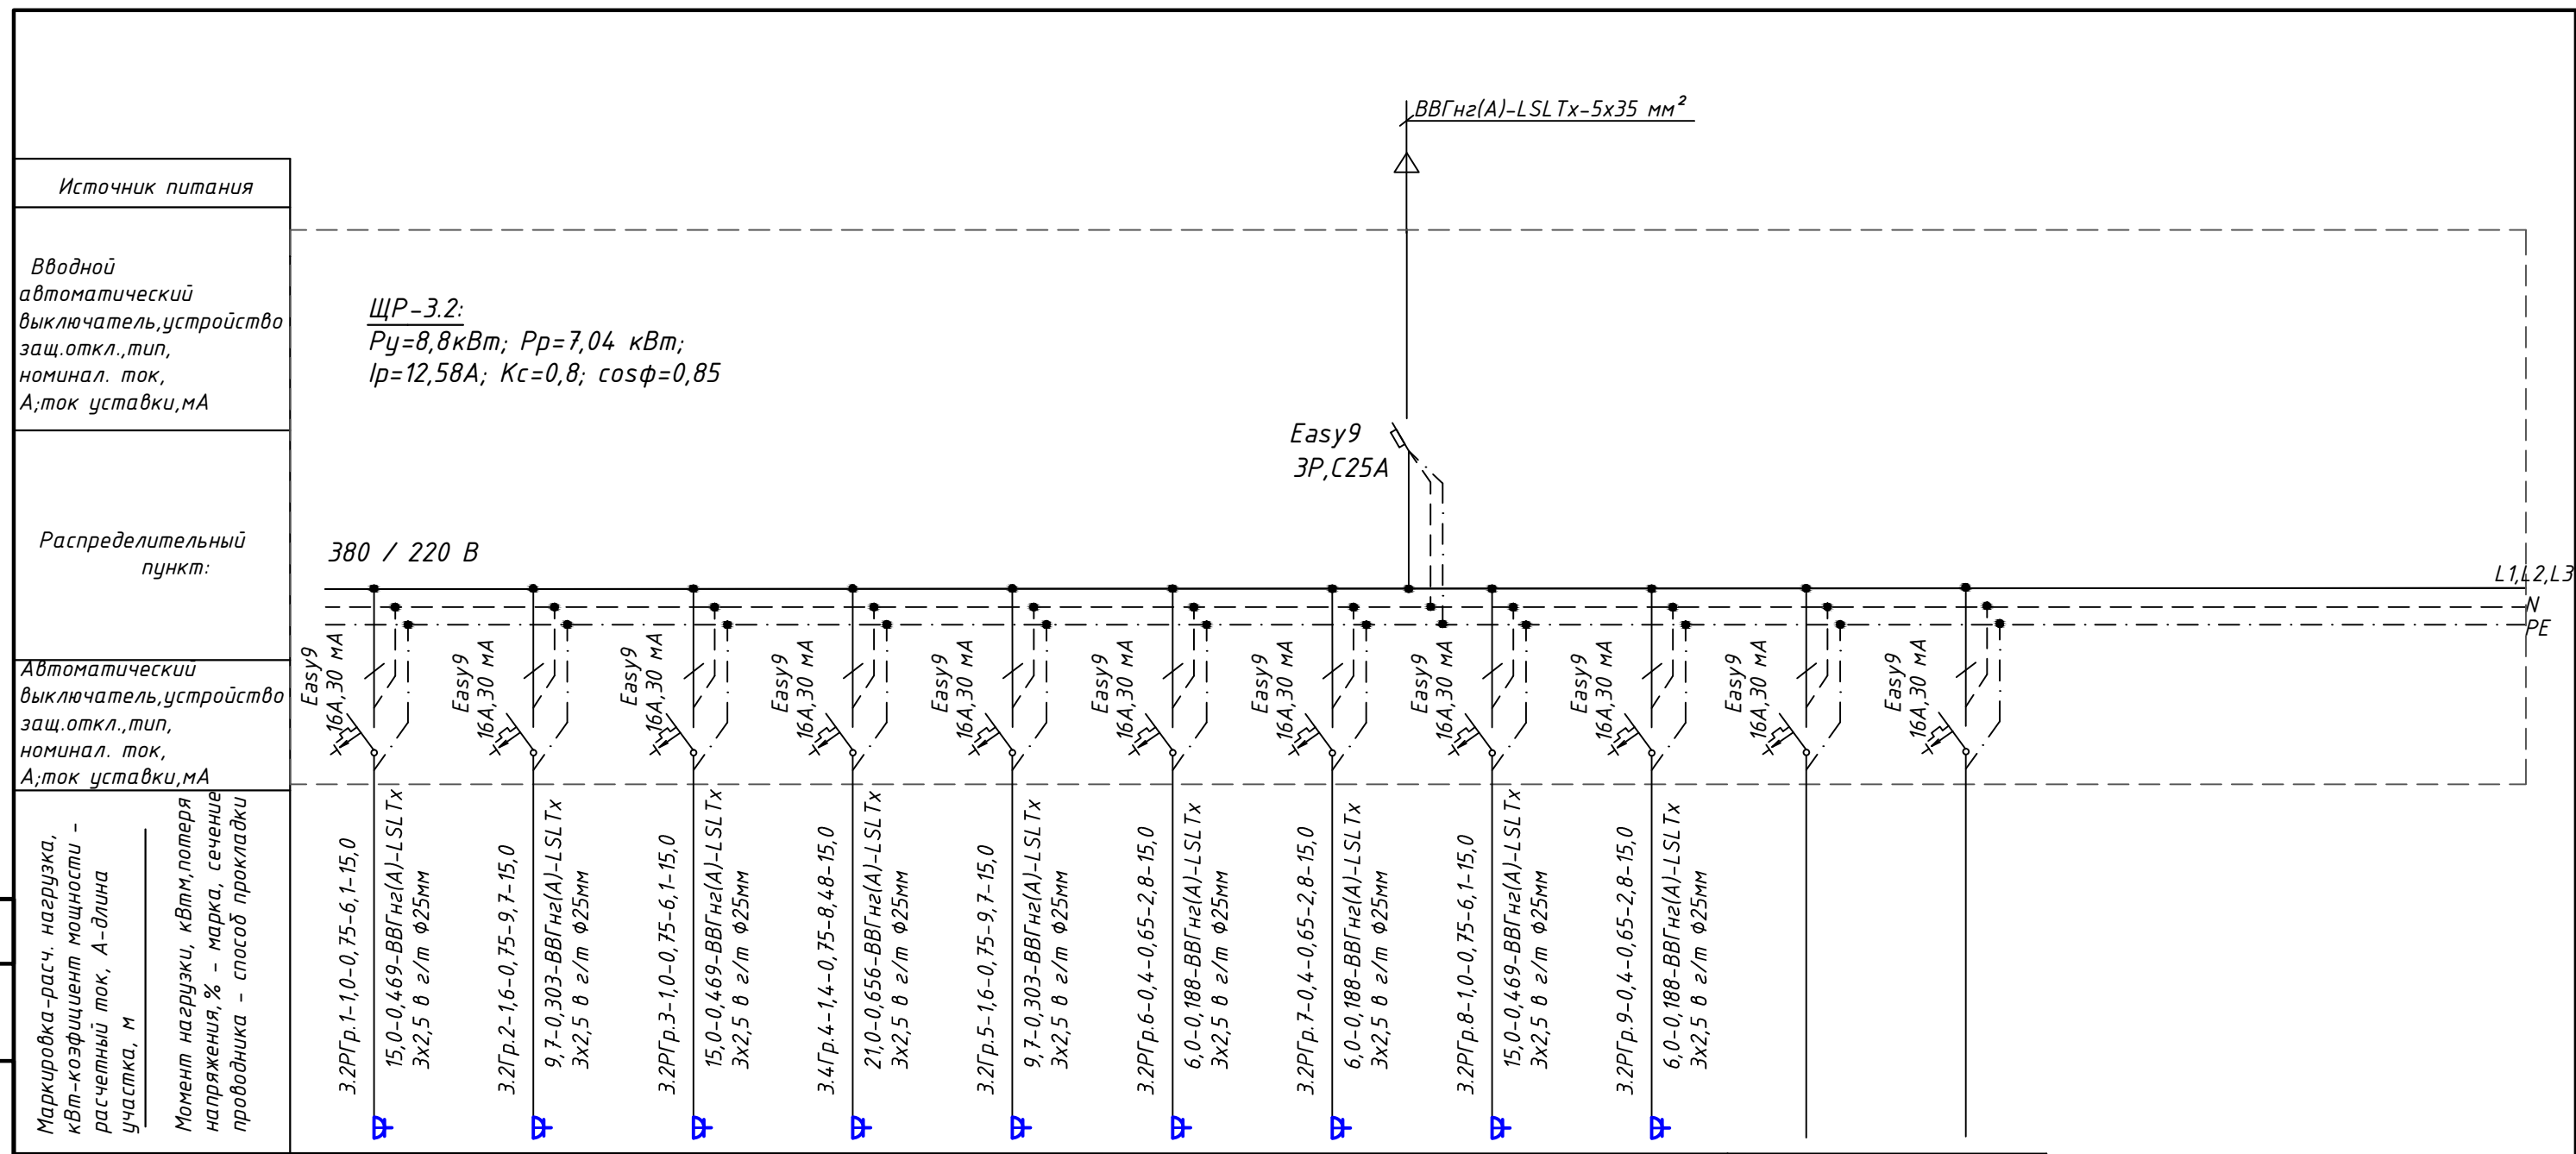 ВВГнг(А)-LSLTx-5x35 мм²
Источник питания
Вводной
автоматический
выключатель,устройство
защ.откл.,тип,
номинал. ток,
А;ток уставки,мА
ЩР-3.2:
Ру=8,8кВт; Рр=7,04 кВт;
Iр=12,58А; Кс=0,8; cosф=0,85
Easy9
3P,C25A
Распределительный
пункт:
380 / 220 В
L1,L2,L3
N
PE
Автоматический
выключатель,устройство
защ.откл.,тип,
номинал. ток,
А;ток уставки,мА
Easy9
16А,30 мА
Easy9
16А,30 мА
Easy9
16А,30 мА
Easy9
16А,30 мА
Easy9
16А,30 мА
Easy9
16А,30 мА
Easy9
16А,30 мА
Easy9
16А,30 мА
Easy9
16А,30 мА
Easy9
16А,30 мА
Easy9
16А,30 мА
Маркировка-расч. нагрузка,
кВт-коэфициент мощности -
расчетный ток, А-длина
участка, м
Момент нагрузки, кВтм,потеря
напряжения,% - марка, сечение
проводника - способ прокладки
3.2РГр.1-1,0-0,75-6,1-15,0
15,0-0,469-ВВГнг(А)-LSLTx
3х2,5 в г/т ф25мм
3.2Гр.2-1,6-0,75-9,7-15,0
9,7-0,303-ВВГнг(А)-LSLTx
3х2,5 в г/т ф25мм
3.2РГр.3-1,0-0,75-6,1-15,0
15,0-0,469-ВВГнг(А)-LSLTx
3х2,5 в г/т ф25мм
3.4Гр.4-1,4-0,75-8,48-15,0
21,0-0,656-ВВГнг(А)-LSLTx
3х2,5 в г/т ф25мм
3.2Гр.5-1,6-0,75-9,7-15,0
9,7-0,303-ВВГнг(А)-LSLTx
3х2,5 в г/т ф25мм
3.2РГр.6-0,4-0,65-2,8-15,0
6,0-0,188-ВВГнг(А)-LSLTx
3х2,5 в г/т ф25мм
3.2РГр.7-0,4-0,65-2,8-15,0
6,0-0,188-ВВГнг(А)-LSLTx
3х2,5 в г/т ф25мм
3.2РГр.8-1,0-0,75-6,1-15,0
15,0-0,469-ВВГнг(А)-LSLTx
3х2,5 в г/т ф25мм
3.2РГр.9-0,4-0,65-2,8-15,0
6,0-0,188-ВВГнг(А)-LSLTx
3х2,5 в г/т ф25мм